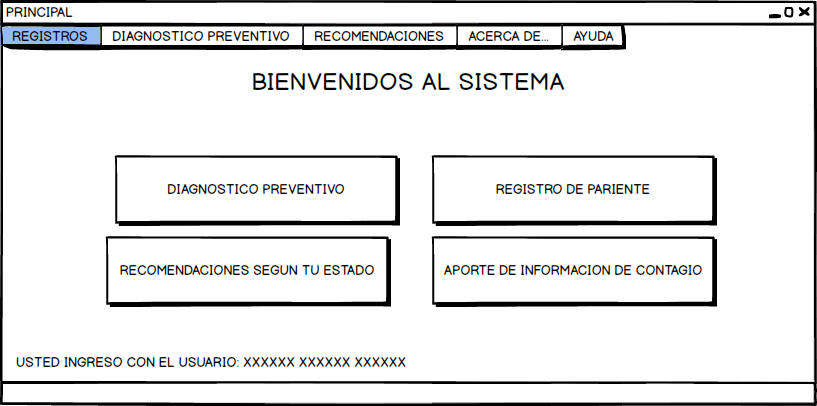 PRINCIPAL
REGISTROS DIAGNOSTICO PREVENTIVO RECOMENDACIONES ACERCA DE... AYUDA
BIENVENIDOS AL SISTEMA
DIAGNOSTICO PREVENTIVO
REGISTRO DE PARIENTE
RECOMENDACIONES SEGUN TU ESTADO
APORTE DE INFORMACION DE CONTAGIO
USTED INGRESO CON EL USUARIO: XXXXXX XXXXXX XXXXXX